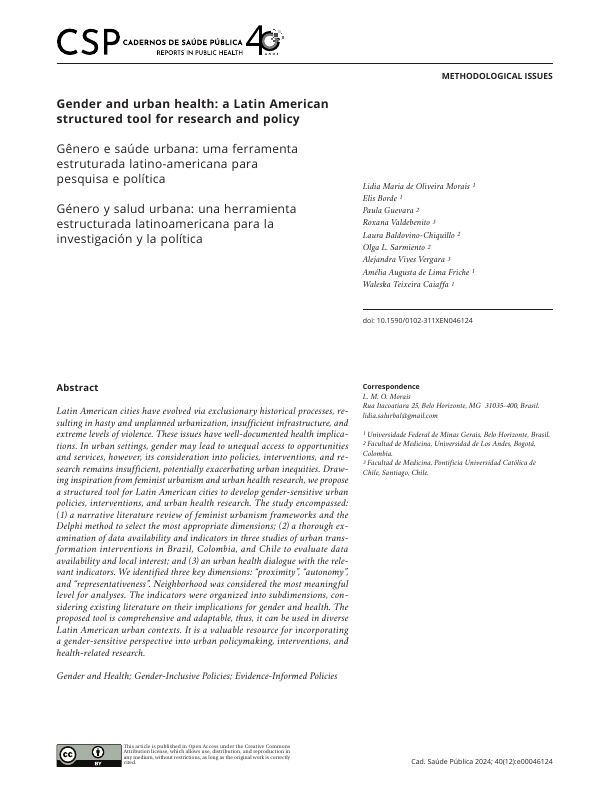 CSP CADERNOS DE SAÚDE PÚBLICA
REPORTS IN PUBLIC HEALTH
40
ANOS
METHODOLOGICAL ISSUES
Gender and urban health: a Latin American
structured tool for research and policy
Gênero e saúde urbana: uma ferramenta
estruturada latino-americana para
pesquisa e política
Género y salud urbana: una herramienta
estructurada latinoamericana para la
investigación y la política
Lidia Maria de Oliveira Morais 1
Elis Borde 1
Paula Guevara 2
Roxana Valdebenito 3
Laura Baldovino-Chiquillo 2
Olga L. Sarmiento 2
Alejandra Vives Vergara 3
Amélia Augusta de Lima Friche 1
Waleska Teixeira Caiaffa 1
doi: 10.1590/0102-311XEN046124
Abstract
Latin American cities have evolved via exclusionary historical processes, re-
sulting in hasty and unplanned urbanization, insufficient infrastructure, and
extreme levels of violence. These issues have well-documented health implica-
tions. In urban settings, gender may lead to unequal access to opportunities
and services, however, its consideration into policies, interventions, and re-
search remains insufficient, potentially exacerbating urban inequities. Draw-
ing inspiration from feminist urbanism and urban health research, we propose
a structured tool for Latin American cities to develop gender-sensitive urban
policies, interventions, and urban health research. The study encompassed:
(1) a narrative literature review of feminist urbanism frameworks and the
Delphi method to select the most appropriate dimensions; (2) a thorough ex-
amination of data availability and indicators in three studies of urban trans-
formation interventions in Brazil, Colombia, and Chile to evaluate data
availability and local interest; and (3) an urban health dialogue with the rele-
vant indicators. We identified three key dimensions: “proximity”, “autonomy”,
and “representativeness”. Neighborhood was considered the most meaningful
level for analyses. The indicators were organized into subdimensions, con-
sidering existing literature on their implications for gender and health. The
proposed tool is comprehensive and adaptable, thus, it can be used in diverse
Latin American urban contexts. It is a valuable resource for incorporating
a gender-sensitive perspective into urban policymaking, interventions, and
health-related research.
Gender and Health; Gender-Inclusive Policies; Evidence-Informed Policies
Correspondence
L. M. O. Morais
Rua Itacoatiara 25, Belo Horizonte, MG 31035-400, Brasil.
lidia.salurbal@gmail.com
1 Universidade Federal de Minas Gerais, Belo Horizonte, Brasil.
2 Facultad de Medicina, Universidad de Los Andes, Bogotá,
Colombia.
3 Facultad de Medicina, Pontificia Universidad Católica de
Chile, Santiago, Chile.
cc BY
This article is published in Open Access under the Creative Commons
Attribution license, which allows use, distribution, and reproduction in
any medium, without restrictions, as long as the original work is correctly
cited.
Cad. Saúde Pública 2024; 40(12):e00046124